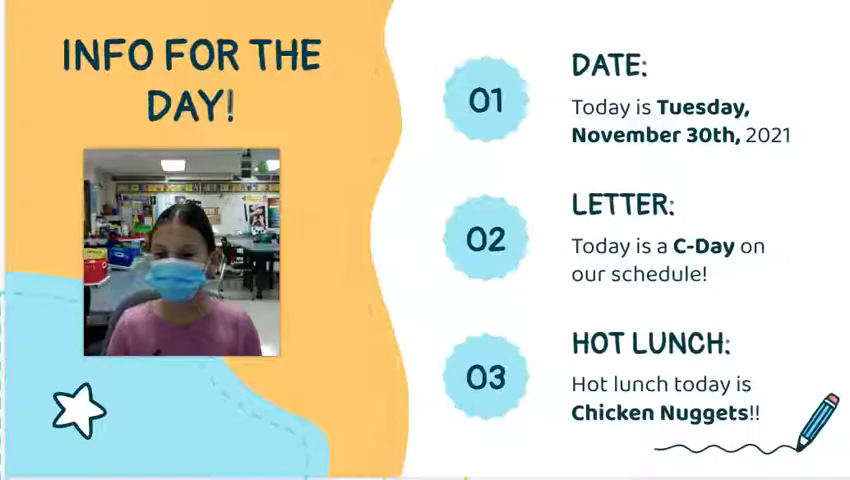 INFO FOR THE
DAY!
01
DATE:
Today is Tuesday,
November 30th, 2021
02
LETTER:
Today is a C-Day on
our schedule!
03
HOT LUNCH:
Hot lunch today is
Chicken Nuggets!!